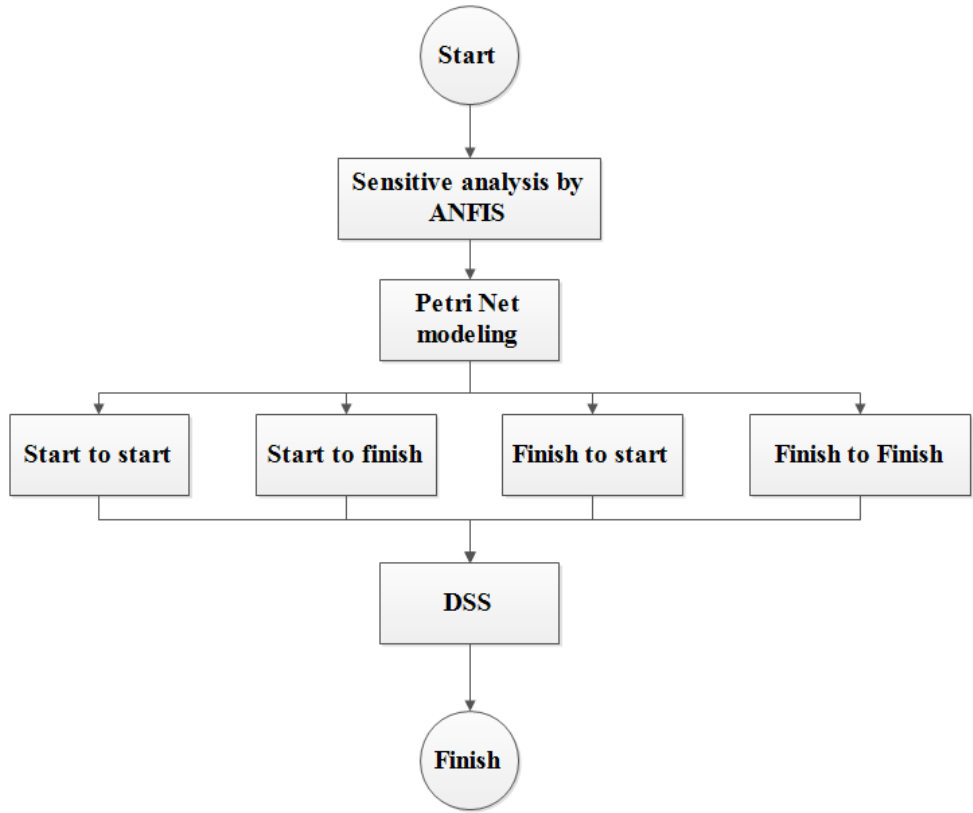 Start
Sensitive analysis by
ANFIS
Petri Net
modeling
Start to start
Start to finish
Finish to start
Finish to Finish
DSS
Finish